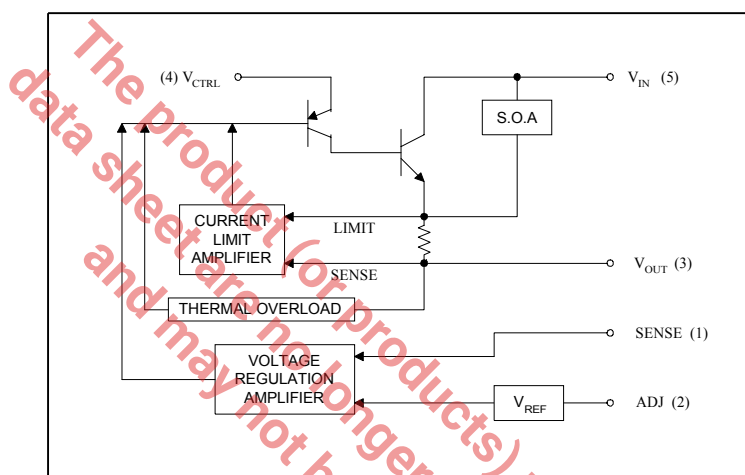 (4) VCTRL
VIN (5)
S.O.A
CURRENT
LIMIT
AMPLIFIER
LIMIT
SENSE
VOUT (3)
THERMAL OVERLOAD
SENSE (1)
VOLTAGE
REGULATION
AMPLIFIER
VREF
ADJ (2)
The product (or products)
data sheet are no longer
and may not